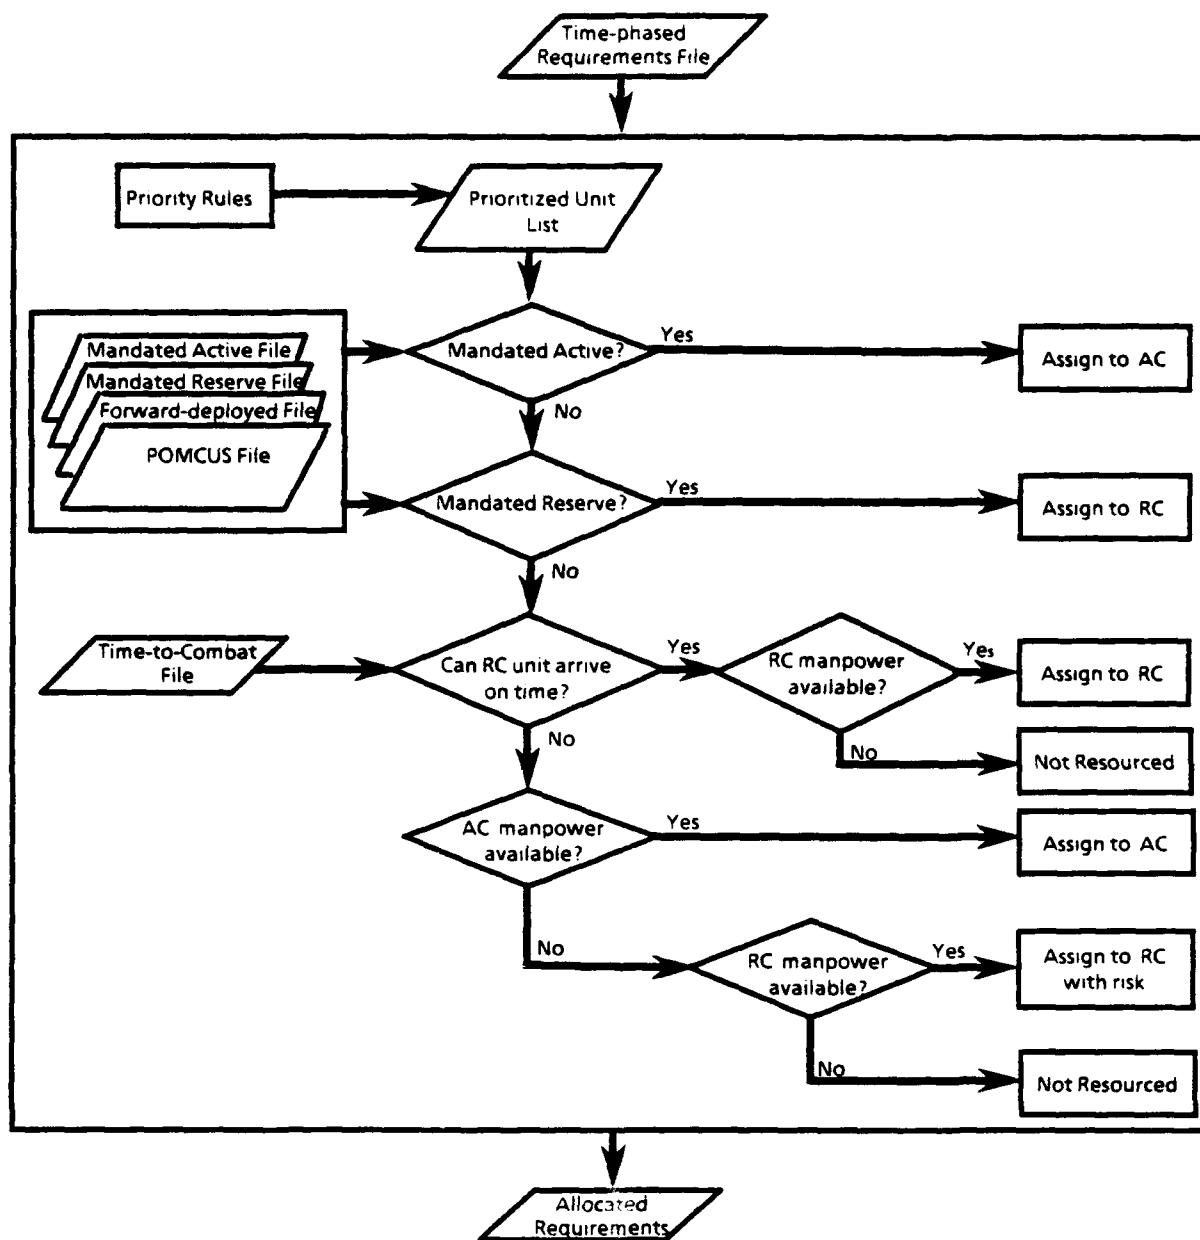 Time-phased
Requirements File
Priority Rules
Prioritized Unit
List
Mandated Active File
Mandated Reserve File
Forward-deployed File
POMCUS File
Mandated Active?
Yes
Assign to AC
No
Mandated Reserve?
Yes
Assign to RC
No
Time-to-Combat
File
Can RC unit arrive
on time?
Yes
RC manpower
available?
Yes
Assign to RC
No
Not Resourced
No
AC manpower
available?
Yes
Assign to AC
No
RC manpower
available?
Yes
Assign to RC
with risk
No
Not Resourced
Allocated
Requirements